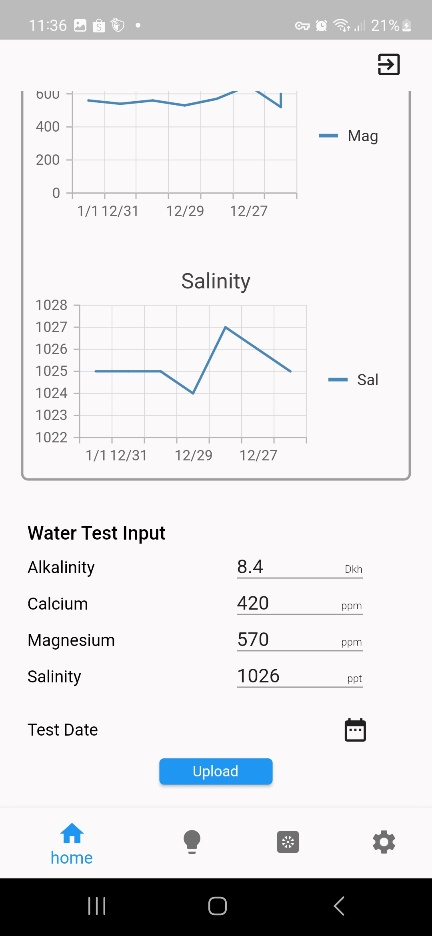 11:36
21%
600
400
200
0
1/1 12/31 12/29 12/27
Mag
Salinity
1028
1027
1026
1025
1024
1023
1022
1/1 12/31 12/29 12/27
Sal
Water Test Input
Alkalinity 8.4 Dkh
Calcium 420 ppm
Magnesium 570 ppm
Salinity 1026 ppt
Test Date
Upload
home